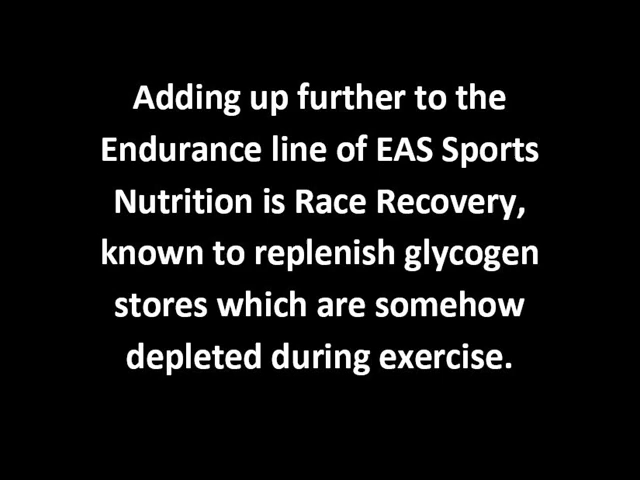 Adding up further to the
Endurance line of EAS Sports
Nutrition is Race Recovery,
known to replenish glycogen
stores which are somehow
depleted during exercise.